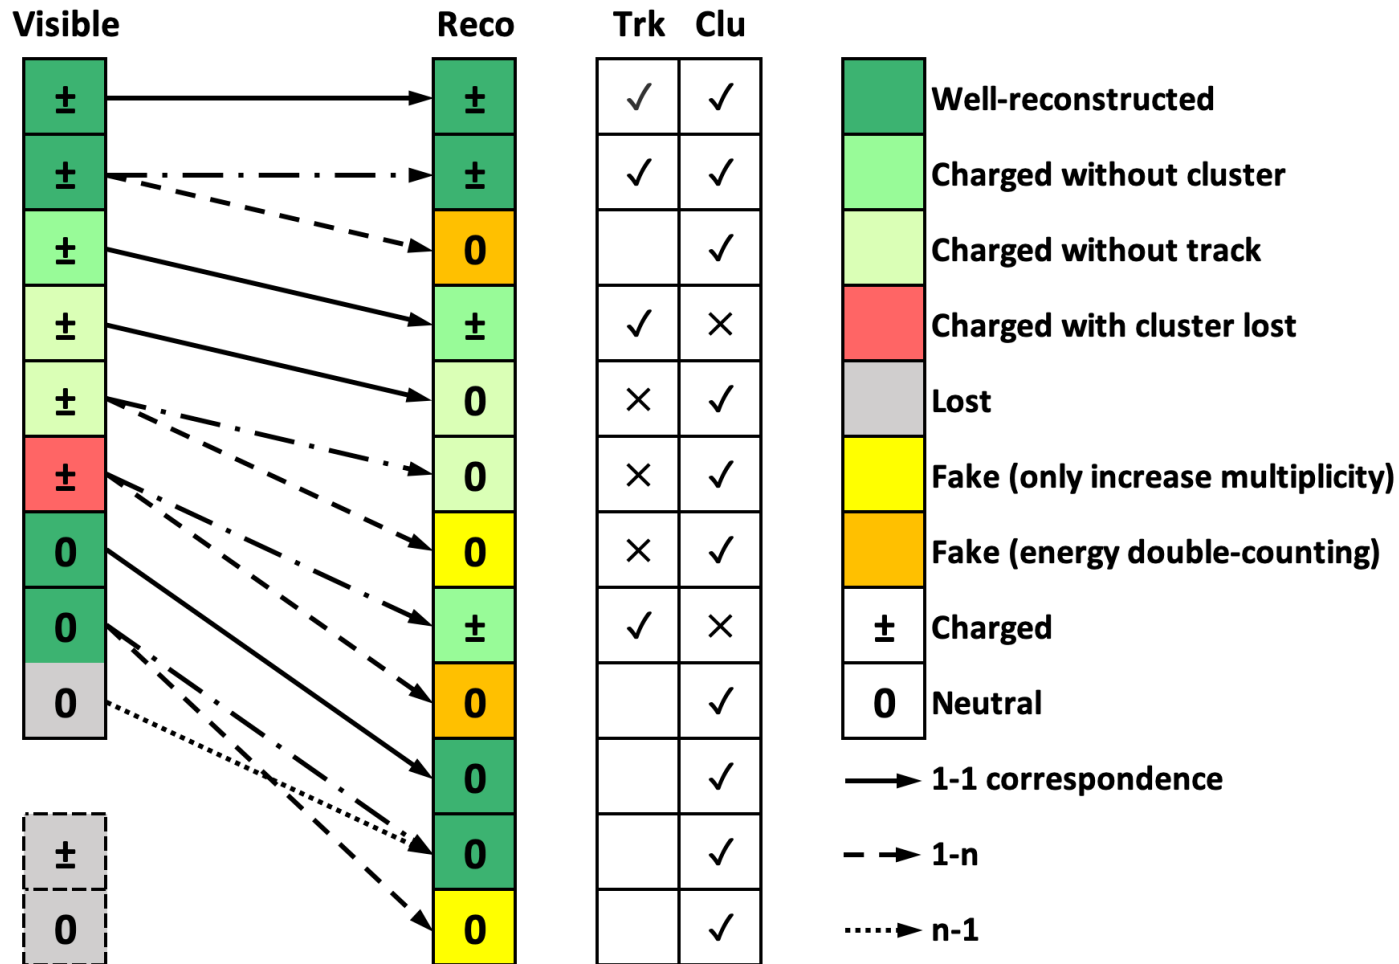 Visible Reco Trk Clu
± ± ✓ ✓ Well-reconstructed
± ± ✓ ✓ Charged without cluster
± 0 ✓ Charged without track
± ± ✓ × Charged with cluster lost
± 0 × ✓ Lost
± 0 × ✓ Fake (only increase multiplicity)
0 0 × ✓ Fake (energy double-counting)
0 ± ✓ × ± Charged
0 0 ✓ 0 Neutral
0 ✓ 1-1 correspondence
± 0 ✓ 1-n
0 0 ✓ n-1